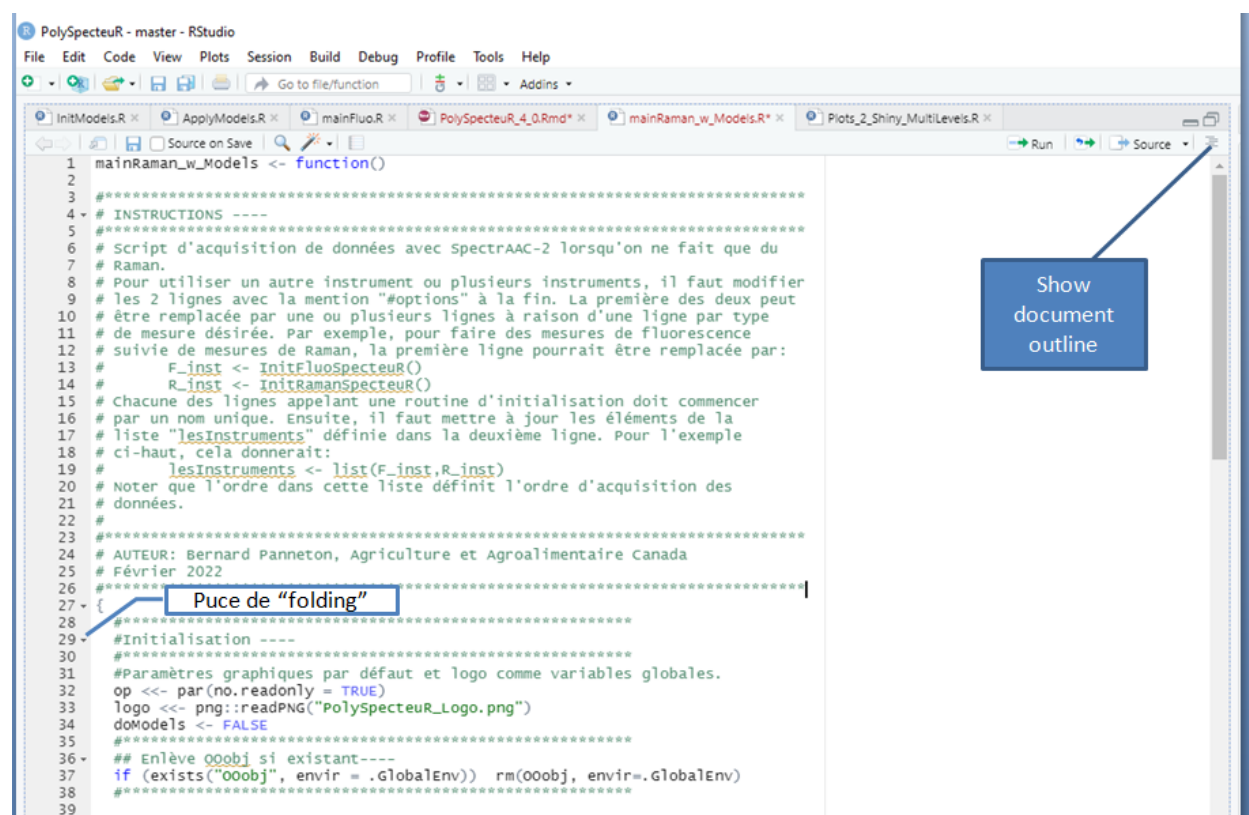 PolySpecteuR - master - RStudio
File Edit Code View Plots Session Build Debug Profile Tools Help
Go to file/function Addins
InitModels.R ApplyModels.R mainFluo.R PolySpecteuR_4_0.Rmd* mainRaman_w_Models.R* Plots_2_Shiny_MultiLevels.R
Source on Save Run Source
1 mainRaman_w_Models <- function()
2
3 #******************************************************************************
4 # INSTRUCTIONS ----
5 #******************************************************************************
6 # Script d'acquisition de données avec SpectrAAC-2 lorsqu'on ne fait que du
7 # Raman.
8 # Pour utiliser un autre instrument ou plusieurs instruments, il faut modifier
9 # les 2 lignes avec la mention "#options" à la fin. La première des deux peut
10 # être remplacée par une ou plusieurs lignes à raison d'une ligne par type
11 # de mesure désirée. Par exemple, pour faire des mesures de fluorescence
12 # suivie de mesures de Raman, la première ligne pourrait être remplacée par:
13 # F_inst <- InitFluoSpecteuR()
14 # R_inst <- InitRamanSpecteuR()
15 # Chacune des lignes appelant une routine d'initialisation doit commencer
16 # par un nom unique. Ensuite, il faut mettre à jour les éléments de la
17 # liste "lesInstruments" définie dans la deuxième ligne. Pour l'exemple
18 # ci-haut, cela donnerait:
19 # lesInstruments <- list(F_inst,R_inst)
20 # Noter que l'ordre dans cette liste définit l'ordre d'acquisition des
21 # données.
22 #
23 #******************************************************************************
24 # AUTEUR: Bernard Panneton, Agriculture et Agroalimentaire Canada
25 # Février 2022
26 #******************************************************************************
27 {
28 #********************************************************
29 #Initialisation ----
30 #********************************************************
31 #Paramètres graphiques par défaut et logo comme variables globales.
32 op <<- par(no.readonly = TRUE)
33 logo <<- png::readPNG("PolySpecteuR_Logo.png")
34 doModels <- FALSE
35 #********************************************************
36 ## Enlève OOobj si existant----
37 if (exists("OOobj", envir = .GlobalEnv)) rm(OOobj, envir=.GlobalEnv)
38 #********************************************************
39
Show
document
outline
Puce de “folding”